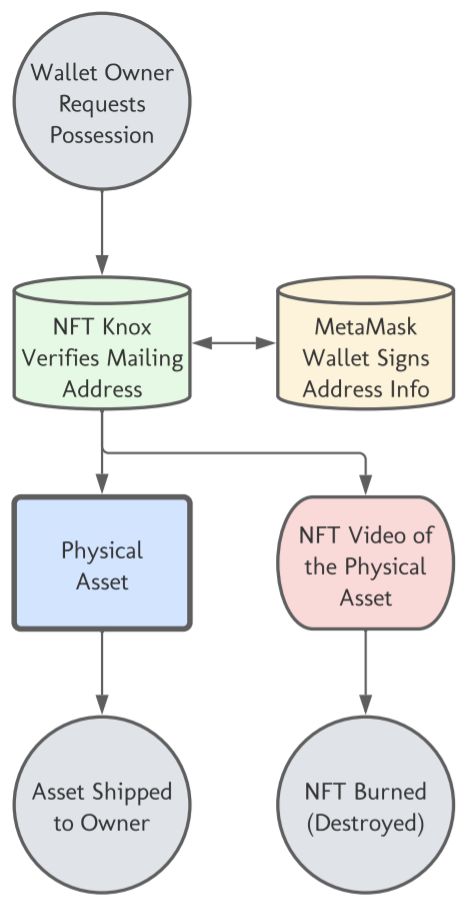 Wallet Owner
Requests
Possession
NFT Knox
Verifies Mailing
Address
MetaMask
Wallet Signs
Address Info
Physical
Asset
NFT Video of
the Physical
Asset
Asset Shipped
to Owner
NFT Burned
(Destroyed)